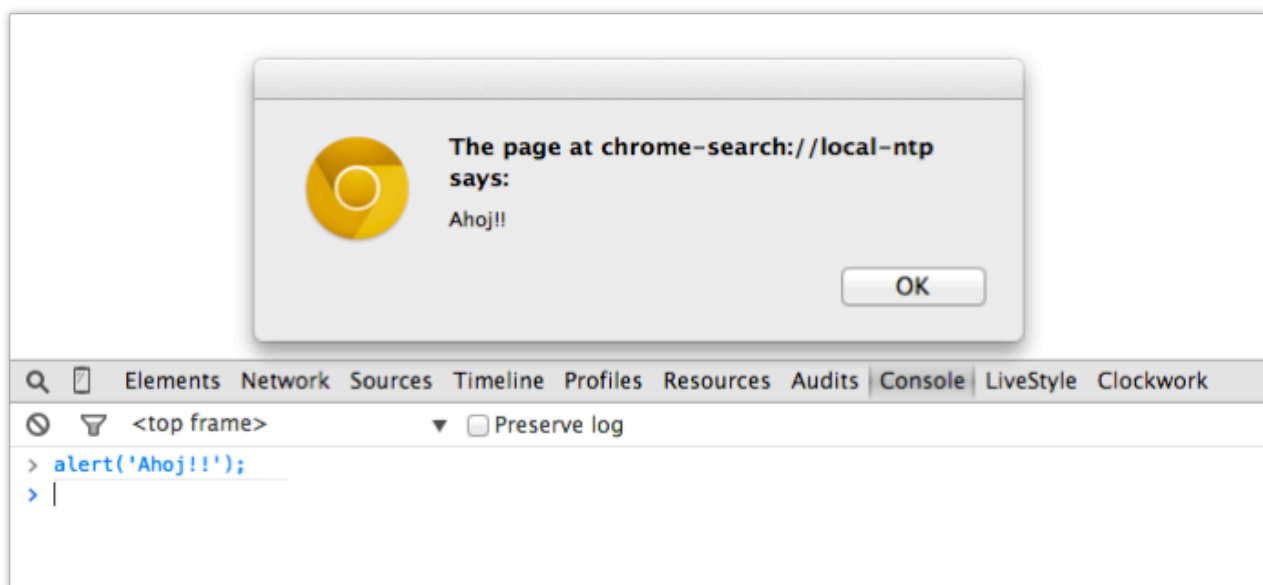 The page at chrome-search://local-ntp
says:
Ahoj!!
OK
Elements Network Sources Timeline Profiles Resources Audits Console LiveStyle Clockwork
<top frame> ▼ Preserve log
> alert('Ahoj!!');
>